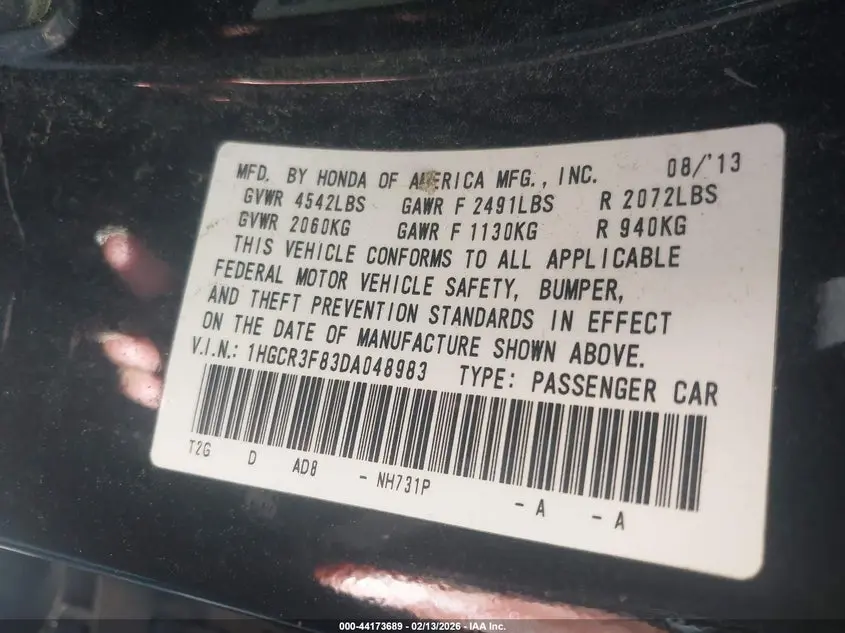 MFD. BY HONDA OF AMERICA MFG., INC. 08/'13
GVWR 4542LBS GAWR F 2491LBS R 2072LBS
GVWR 2060KG GAWR F 1130KG R 940KG
THIS VEHICLE CONFORMS TO ALL APPLICABLE
FEDERAL MOTOR VEHICLE SAFETY, BUMPER,
AND THEFT PREVENTION STANDARDS IN EFFECT
ON THE DATE OF MANUFACTURE SHOWN ABOVE.
V.I.N.: 1HGCR3F83DA048983 TYPE: PASSENGER CAR
T2G D AD8 - NH731P - A - A
000-44173689 | 02/13/2026 - IAA Inc.